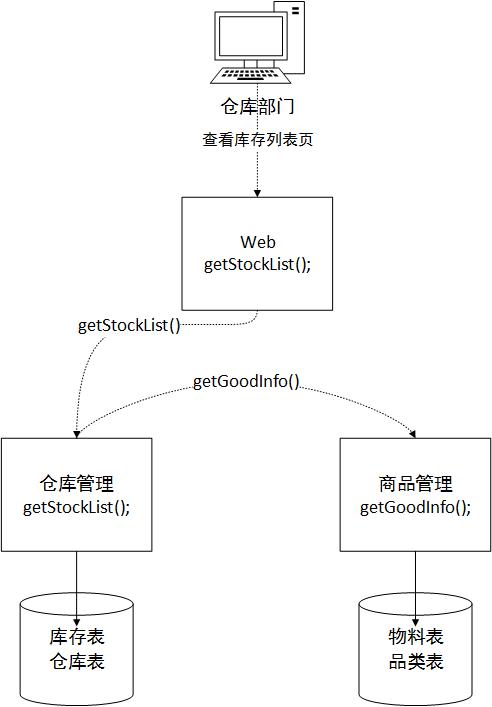 仓库部门
查看库存列表页
Web
getStockList();
getStockList()
getGoodInfo()
仓库管理
getStockList();
商品管理
getGoodInfo();
库存表
仓库表
物料表
品类表